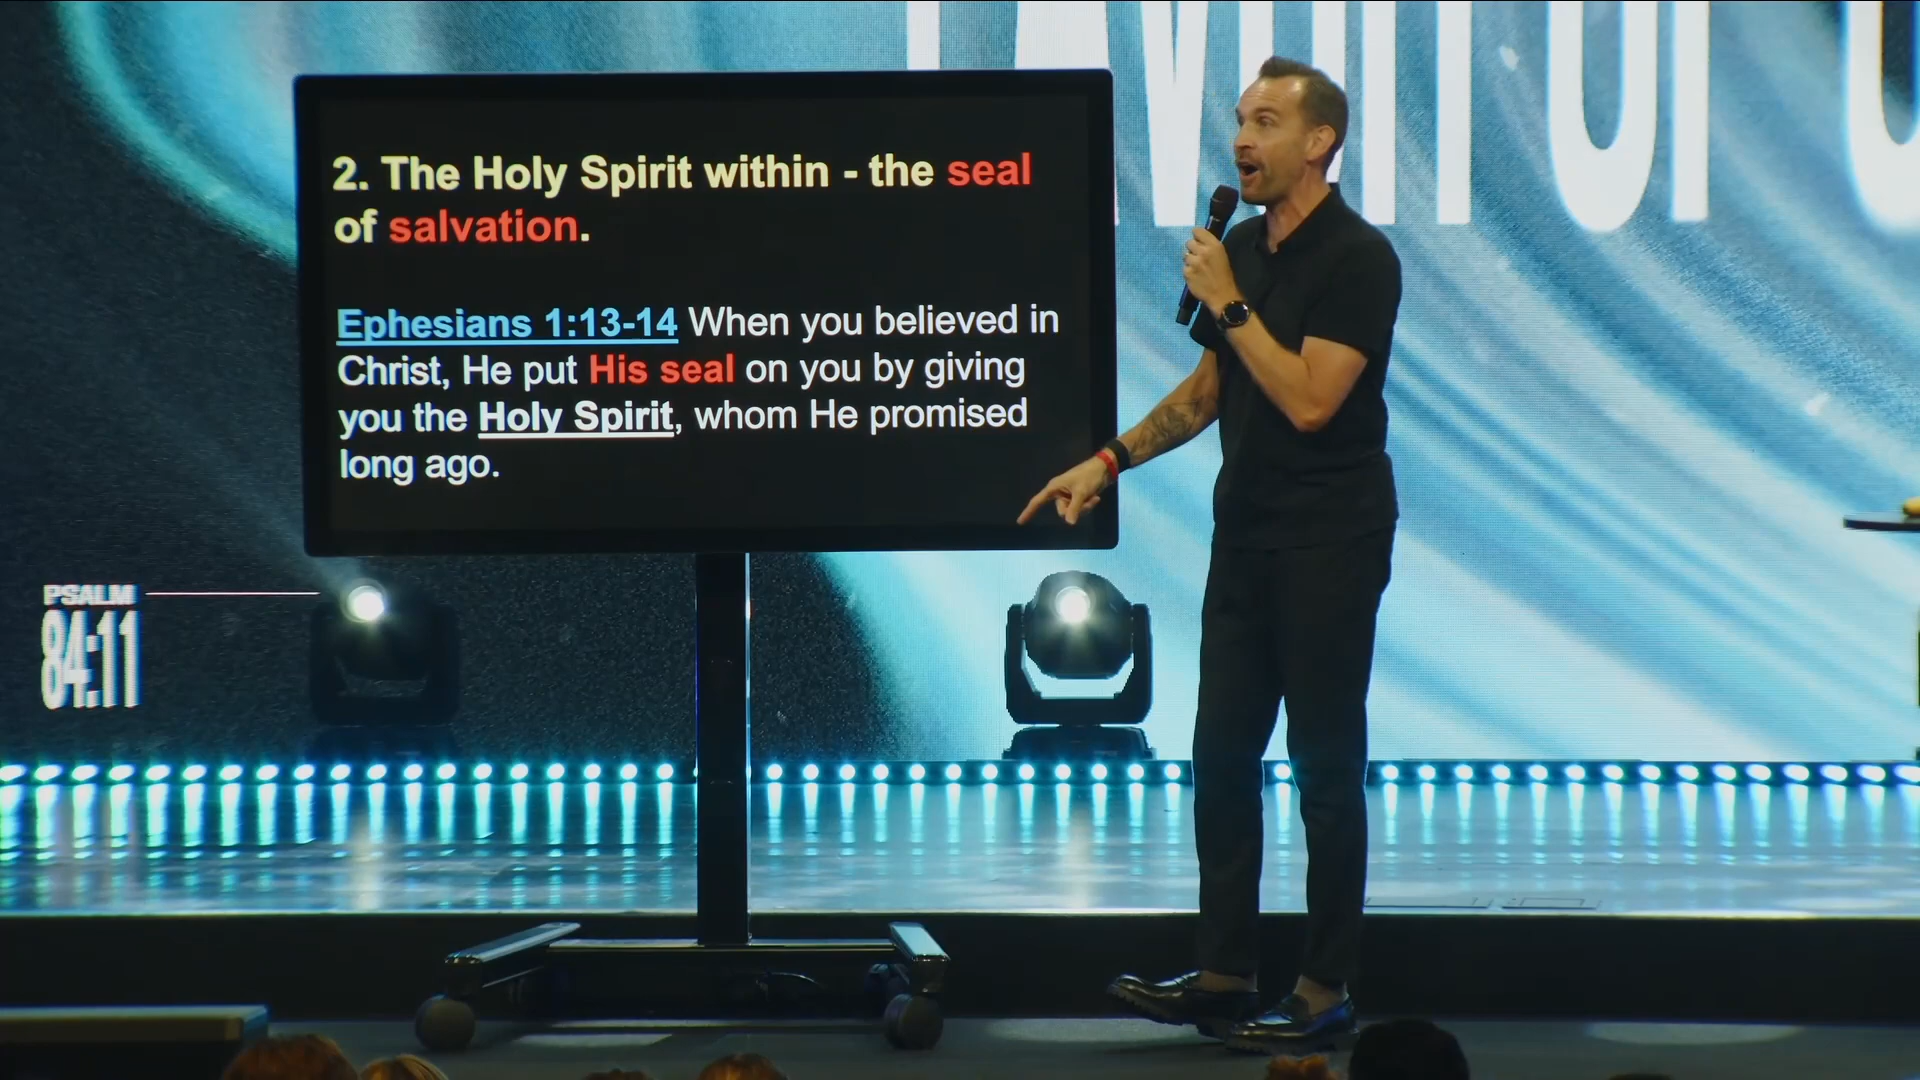 2. The Holy Spirit within - the seal
of salvation.
Ephesians 1:13-14 When you believed in
Christ, He put His seal on you by giving
you the Holy Spirit, whom He promised
long ago.
PSALM
84:11